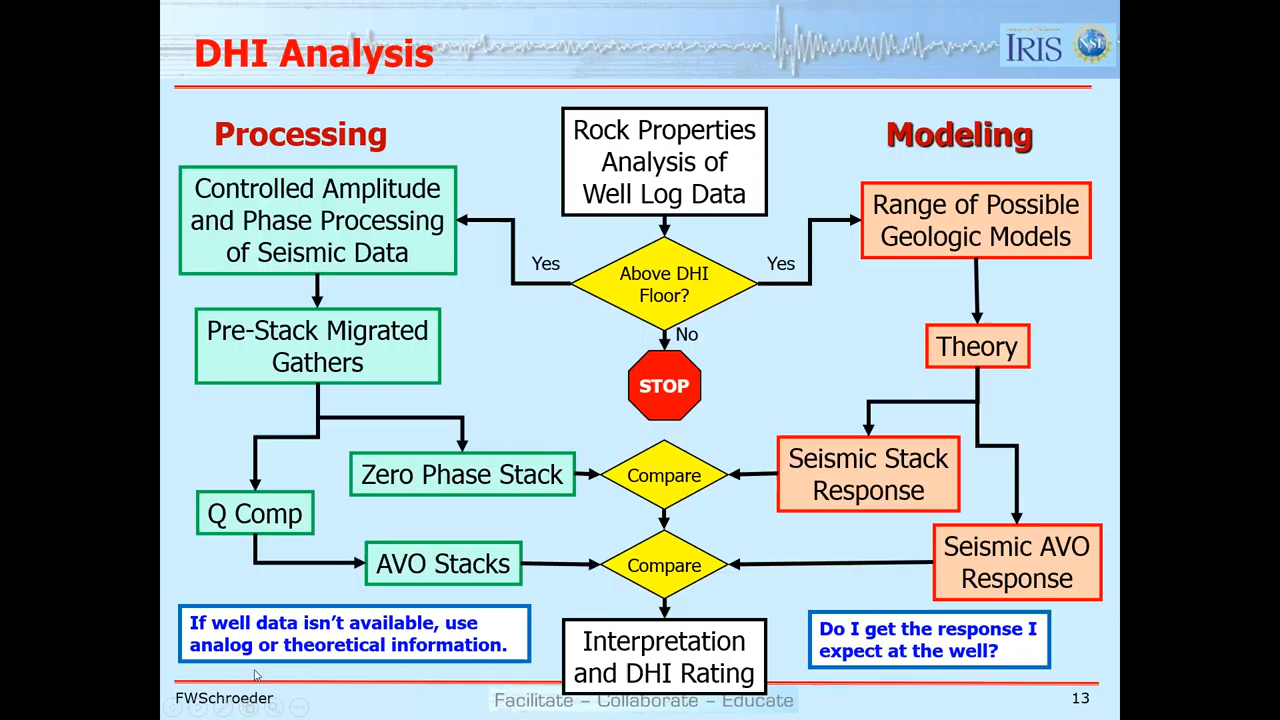 DHI Analysis
IRIS
NSF
Processing
Modeling
Rock Properties
Analysis of
Well Log Data
Controlled Amplitude
and Phase Processing
of Seismic Data
Range of Possible
Geologic Models
Yes
Above DHI
Floor?
Yes
No
STOP
Pre-Stack Migrated
Gathers
Theory
Zero Phase Stack
Compare
Seismic Stack
Response
Q Comp
AVO Stacks
Compare
Seismic AVO
Response
If well data isn't available, use
analog or theoretical information.
Interpretation
and DHI Rating
Do I get the response I
expect at the well?
FWSchroeder
Facilitate – Collaborate – Educate
13